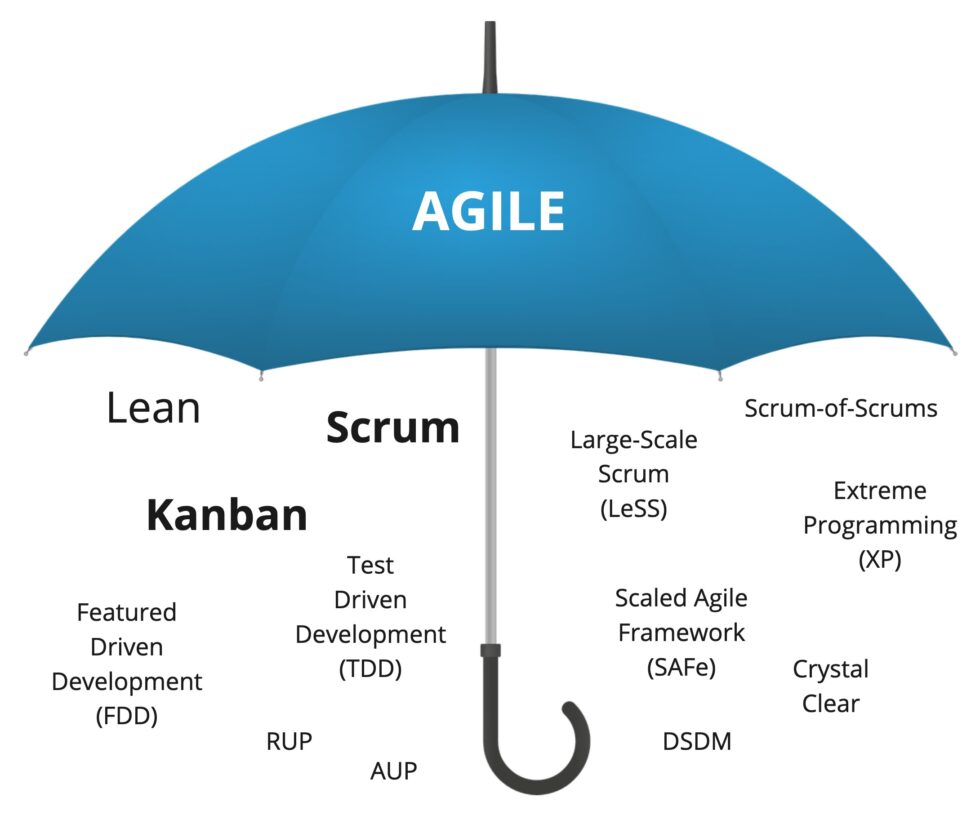 AGILE
Lean
Scrum
Kanban
Test
Driven
Development
(TDD)
Featured
Driven
Development
(FDD)
RUP
AUP
Scrum-of-Scrums
Large-Scale
Scrum
(LeSS)
Extreme
Programming
(XP)
Scaled Agile
Framework
(SAFe)
Crystal
Clear
DSDM